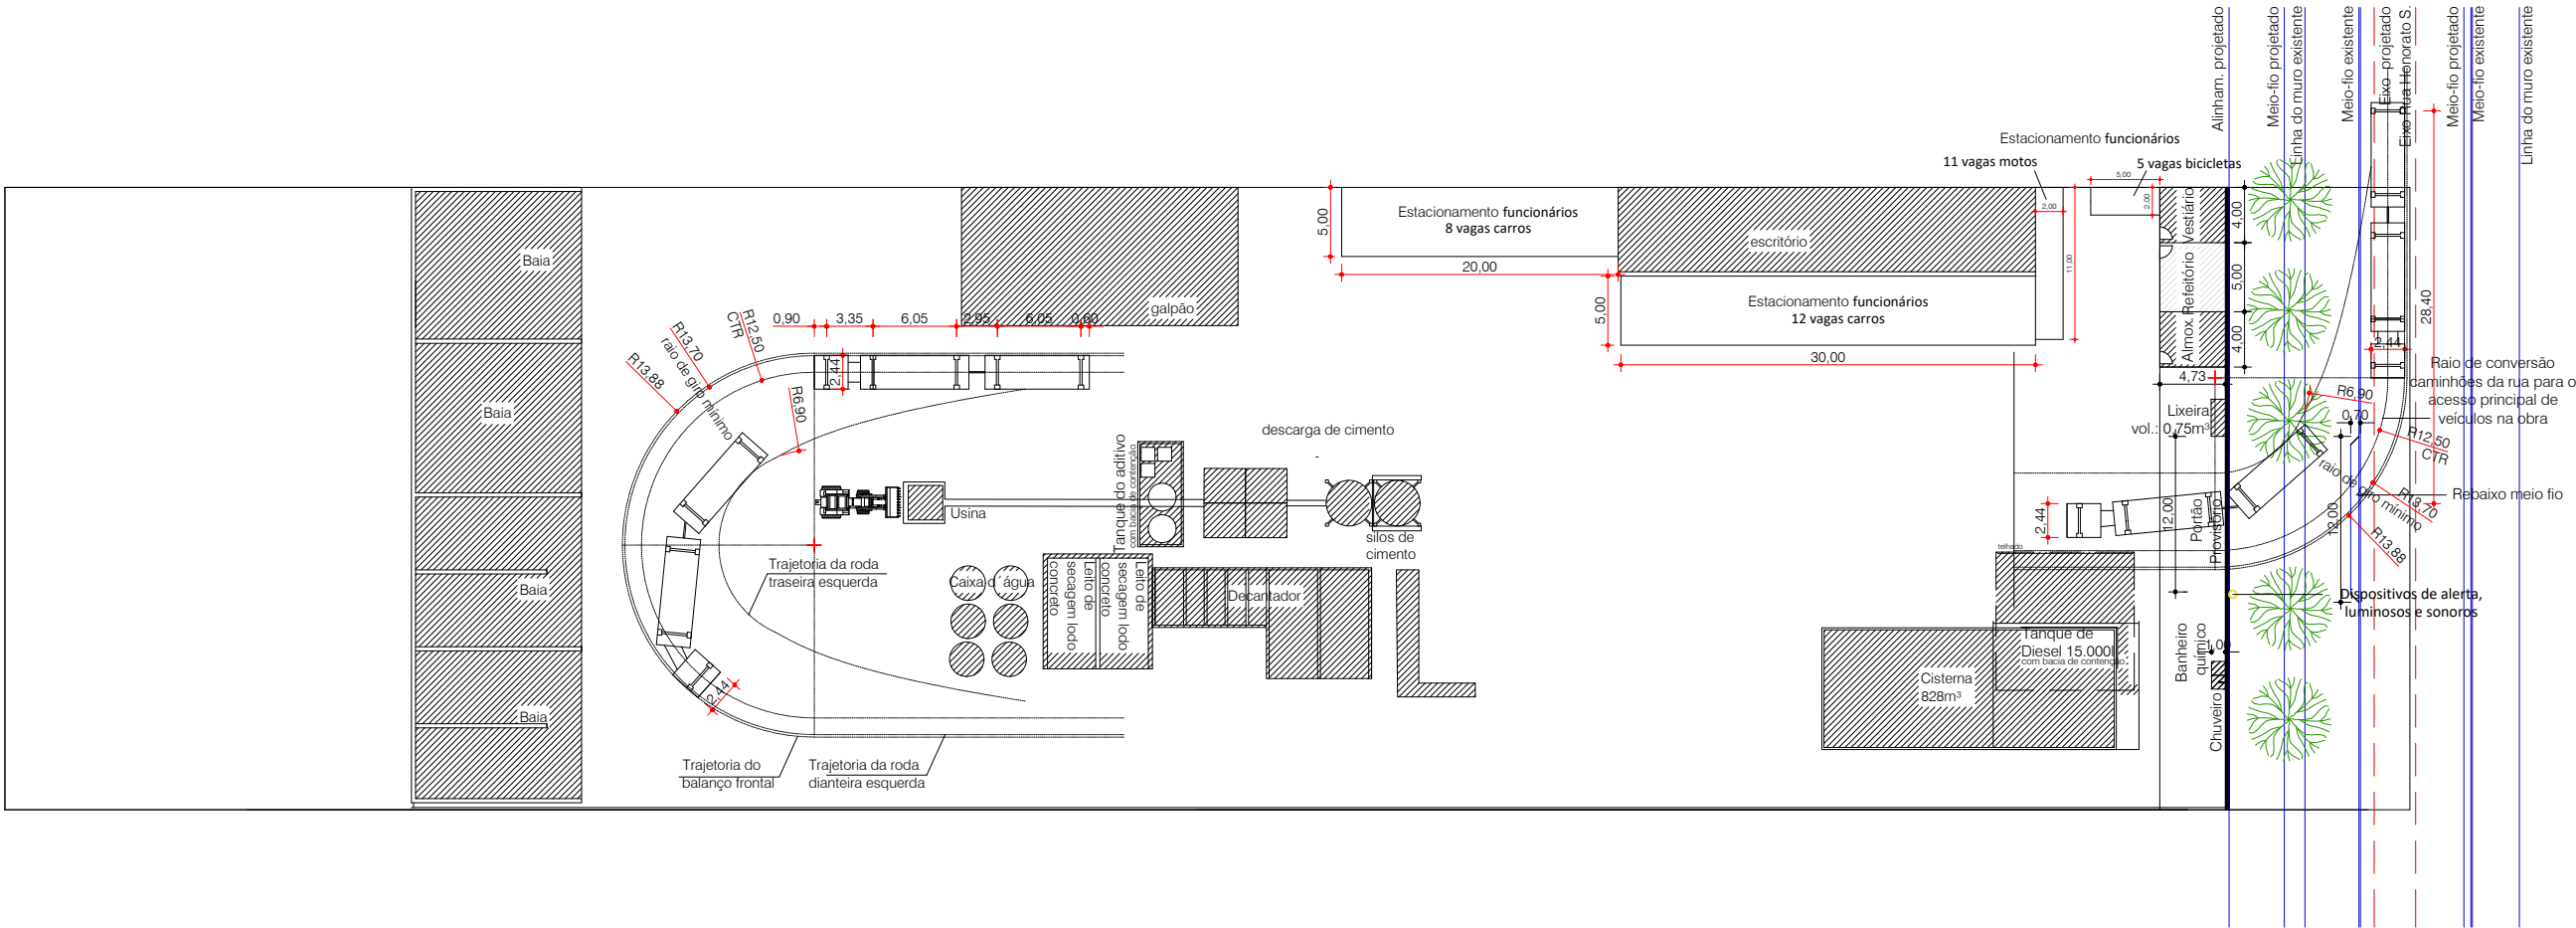 Alinham. projetado
Meio-fio projetado
Linha do muro existente
Meio-fio existente
Eixo projetado
Eixo Rua Honorato S.
Meio-fio projetado
Meio-fio existente
Linha do muro existente
Estacionamento funcionários
11 vagas motos
5 vagas bicicletas
5,00
2,00
2,00
11,00
Estacionamento funcionários
8 vagas carros
5,00
20,00
escritório
Estacionamento funcionários
12 vagas carros
5,00
30,00
Vestiário
Refeitório
Almox.
4,00
5,00
4,00
4,73
28,40
2,44
Baia
Baia
Baia
Baia
galpão
0,90
3,35
6,05
2,95
6,05
0,60
2,44
R12,50
CTR
R13,70
raio de giro mínimo
R13,88
R6,90
2,44
Trajetoria da roda
traseira esquerda
Trajetoria do
balanço frontal
Trajetoria da roda
dianteira esquerda
Usina
Tanque do aditivo
com bacia de contenção
descarga de cimento
-
silos de
cimento
Caixa d´água
Leito de
secagem lodo
concreto
Leito de
secagem lodo
concreto
Decantador
Lixeira
vol.: 0,75m³
2,44
12,00
Portão
Provisório
telhado
Tanque de
Diesel 15.000l
com bacia de contenção
Cisterna
828m³
Banheiro
químico
1,00
Chuveiro
Raio de conversão
caminhões da rua para o
acesso principal de
veículos na obra
R6,90
0,70
R12,50
CTR
raio de giro mínimo
R13,70
R13,88
12,00
Rebaixo meio fio
Dispositivos de alerta,
luminosos e sonoros